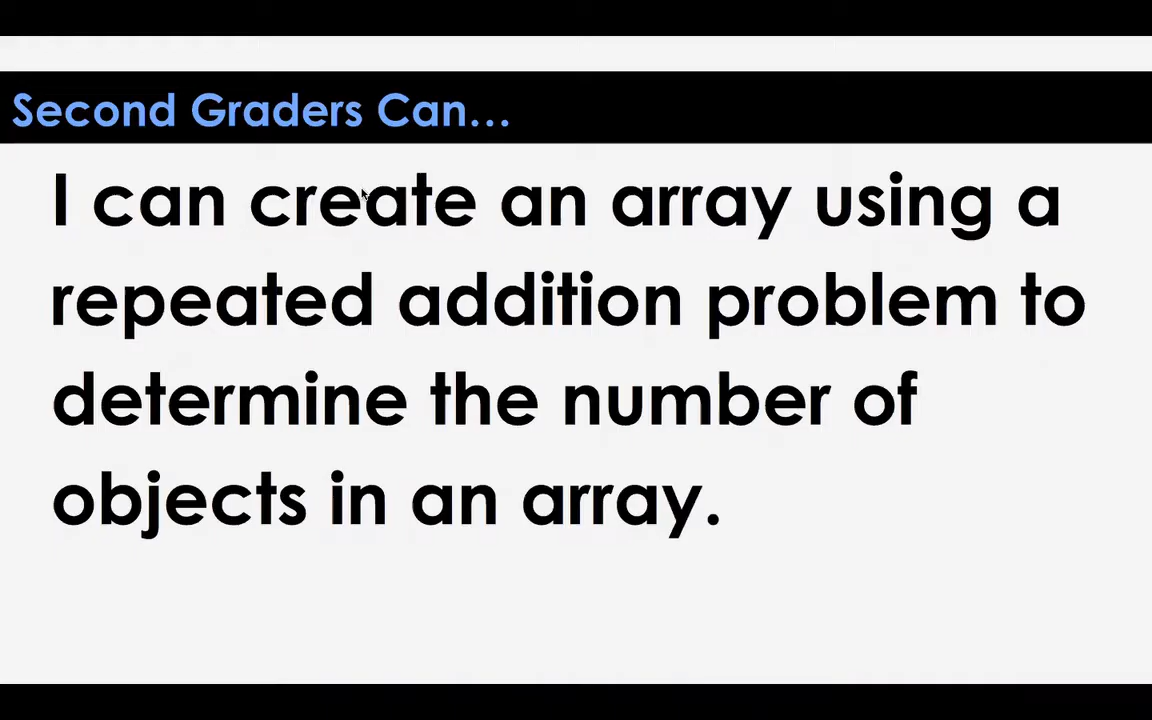 Second Graders Can...
I can create an array using a
repeated addition problem to
determine the number of
objects in an array.